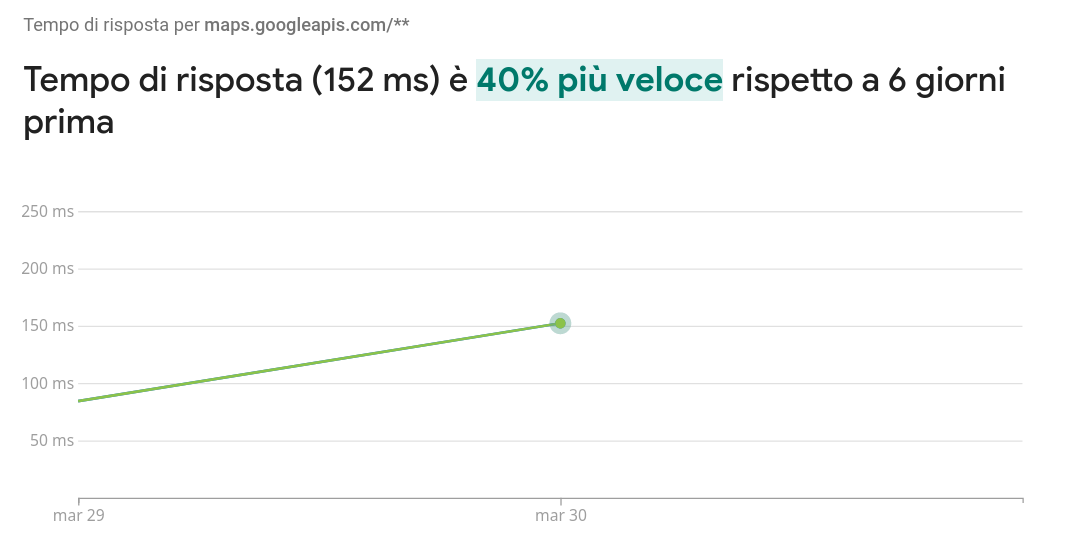 Tempo di risposta per maps.googleapis.com/**
Tempo di risposta (152 ms) è 40% più veloce rispetto a 6 giorni
prima
250 ms
200 ms
150 ms
100 ms
50 ms
mar 29
mar 30